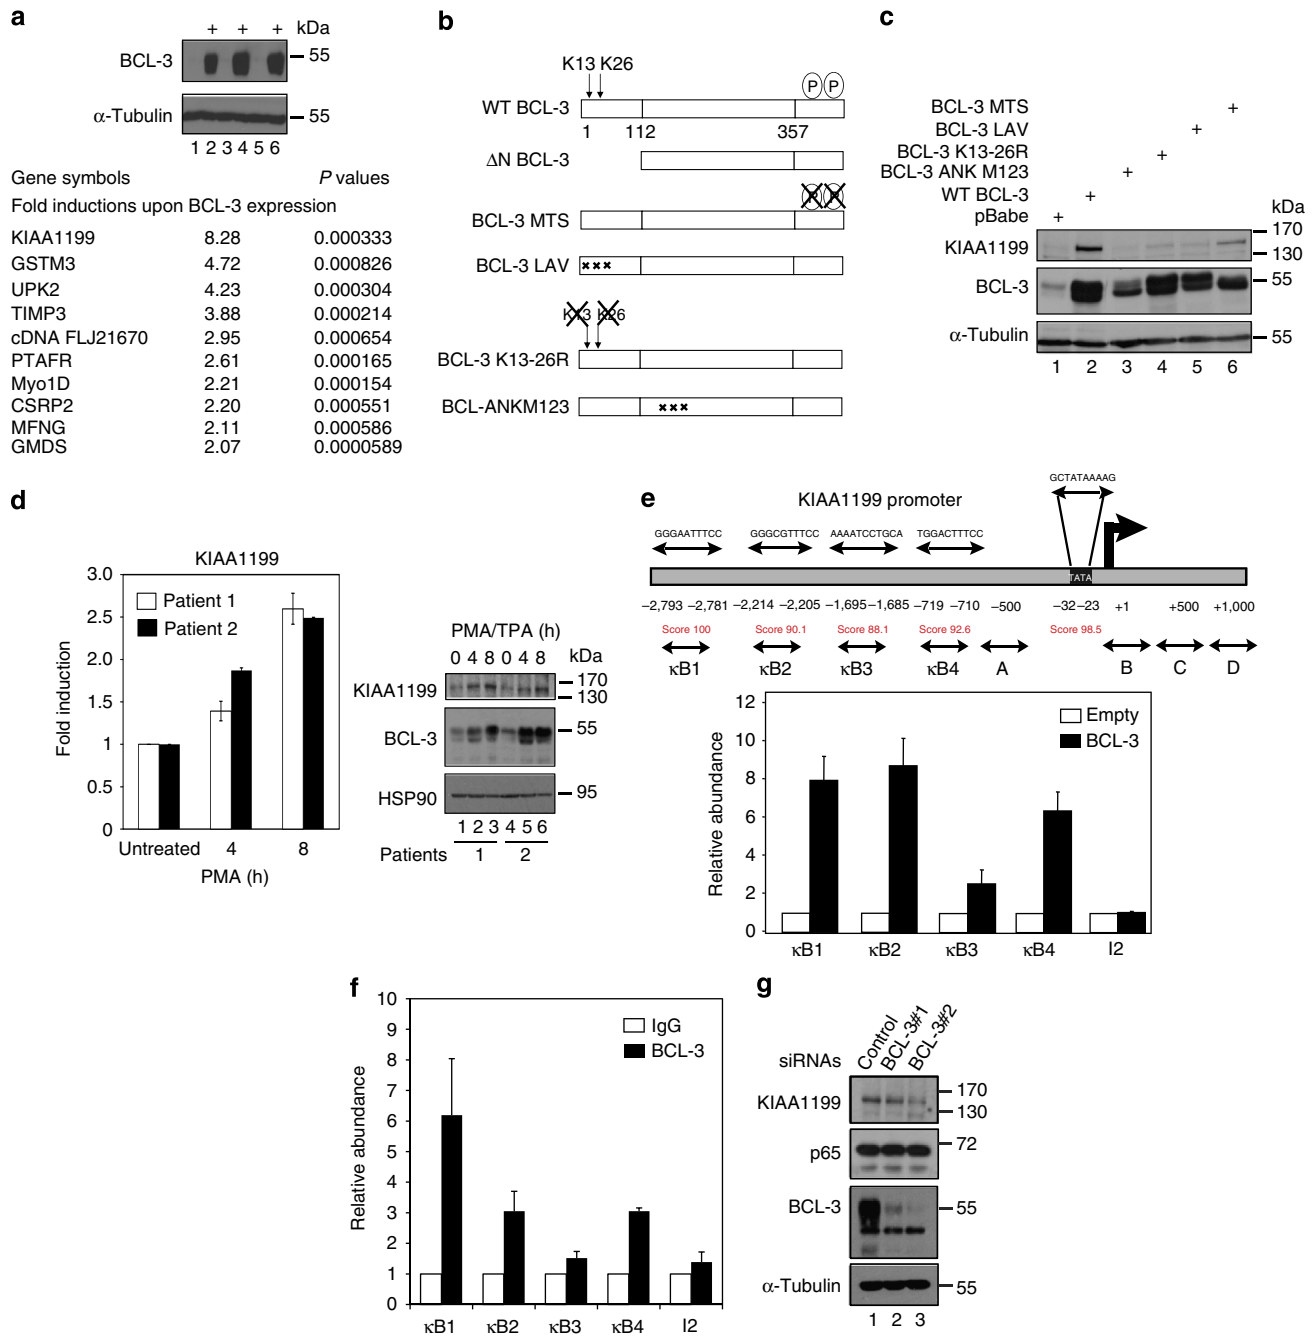 a
+ + + kDa
BCL-3
55
α-Tubulin
55
1 2 3 4 5 6
Gene symbols P values
Fold inductions upon BCL-3 expression
KIAA1199 8.28 0.000333
GSTM3 4.72 0.000826
UPK2 4.23 0.000304
TIMP3 3.88 0.000214
cDNA FLJ21670 2.95 0.000654
PTAFR 2.61 0.000165
Myo1D 2.21 0.000154
CSRP2 2.20 0.000551
MFNG 2.11 0.000586
GMDS 2.07 0.0000589
b
K13 K26
P P
WT BCL-3
1 112 357
ΔN BCL-3
P P
BCL-3 MTS
BCL-3 LAV
×××
K13 K26
BCL-3 K13-26R
BCL-ANKM123
×××
c
BCL-3 MTS +
BCL-3 LAV +
BCL-3 K13-26R +
BCL-3 ANK M123 +
WT BCL-3 +
pBabe +
kDa
170
KIAA1199
130
BCL-3
55
α-Tubulin
55
1 2 3 4 5 6
d
KIAA1199
3.0
2.5
2.0
1.5
1
0.5
0
Fold induction
Patient 1
Patient 2
Untreated 4 8
PMA (h)
PMA/TPA (h)
0 4 8 0 4 8 kDa
KIAA1199
170
130
BCL-3
55
HSP90
95
1 2 3 4 5 6
Patients 1 2
e
KIAA1199 promoter
GCTATAAAAG
GGGAATTTCC GGGCGTTTCC AAAATCCTGCA TGGACTTTCC
TATA
−2,793 −2,781 −2,214 −2,205 −1,695 −1,685 −719 −710 −500 −32 −23 +1 +500 +1,000
Score 100 Score 90.1 Score 88.1 Score 92.6 Score 98.5
κB1 κB2 κB3 κB4 A B C D
Empty
BCL-3
12
10
8
6
4
2
0
Relative abundance
κB1 κB2 κB3 κB4 I2
f
10
9
8
7
6
5
4
3
2
1
0
Relative abundance
IgG
BCL-3
κB1 κB2 κB3 κB4 I2
g
siRNAs
Control
BCL-3#1
BCL-3#2
KIAA1199
170
130
p65
72
BCL-3
55
α-Tubulin
55
1 2 3